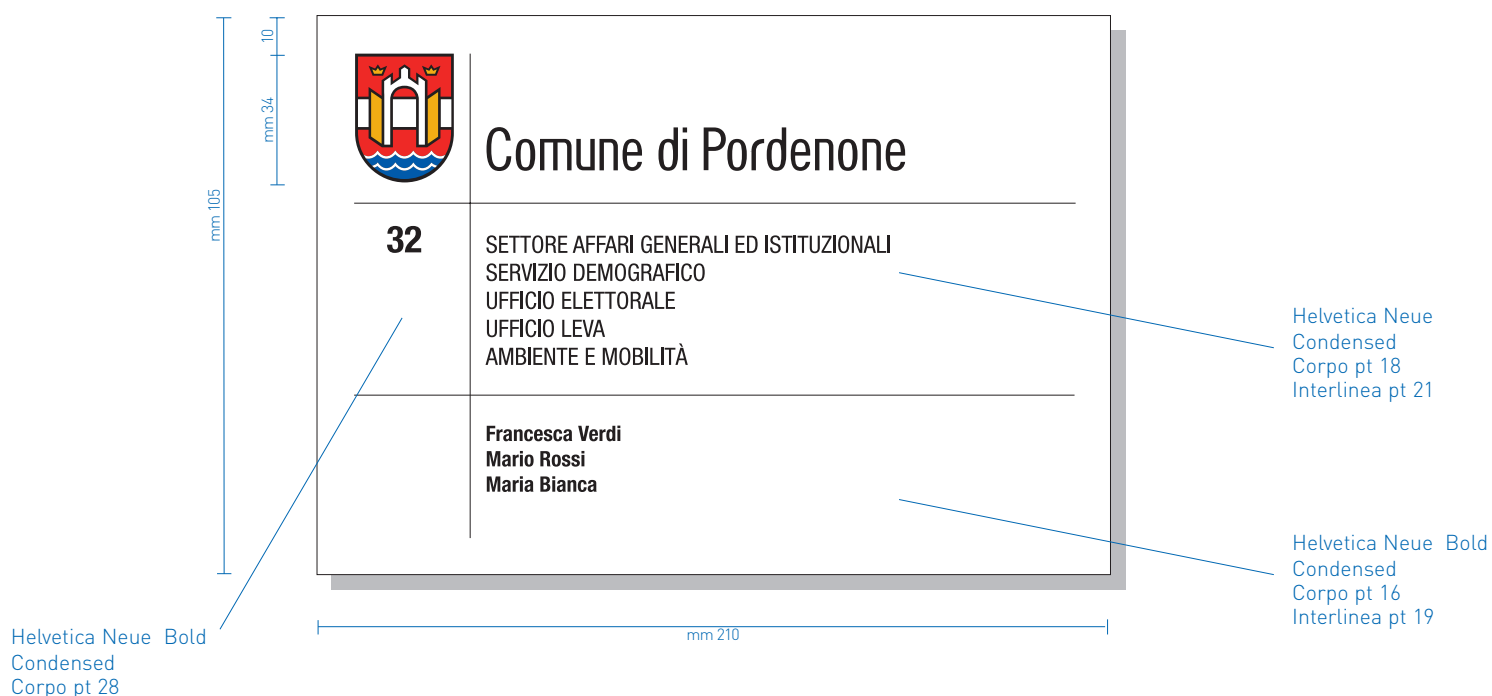 10
mm 34
mm 105
Comune di Pordenone
32
SETTORE AFFARI GENERALI ED ISTITUZIONALI
SERVIZIO DEMOGRAFICO
UFFICIO ELETTORALE
UFFICIO LEVA
AMBIENTE E MOBILITÀ
Helvetica Neue
Condensed
Corpo pt 18
Interlinea pt 21
Francesca Verdi
Mario Rossi
Maria Bianca
Helvetica Neue Bold
Condensed
Corpo pt 16
Interlinea pt 19
mm 210
Helvetica Neue Bold
Condensed
Corpo pt 28